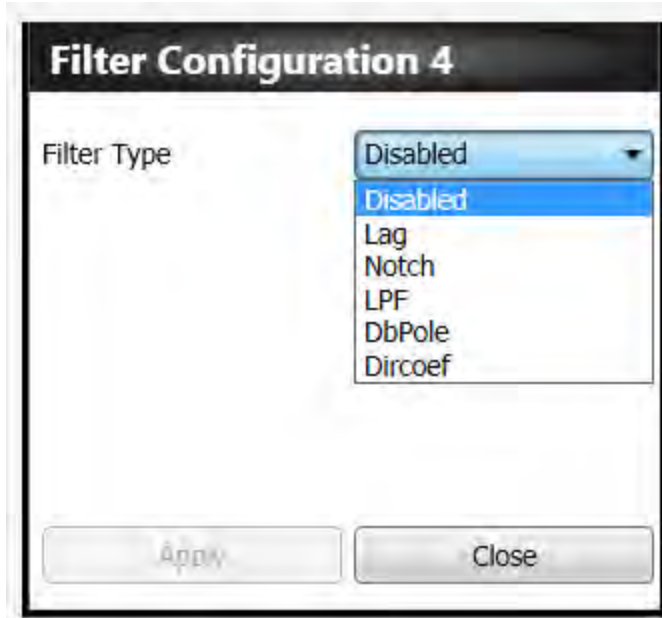 Filter Configuration 4
Filter Type Disabled
Disabled
Lag
Notch
LPF
DbPole
Dircoef
Apply Close